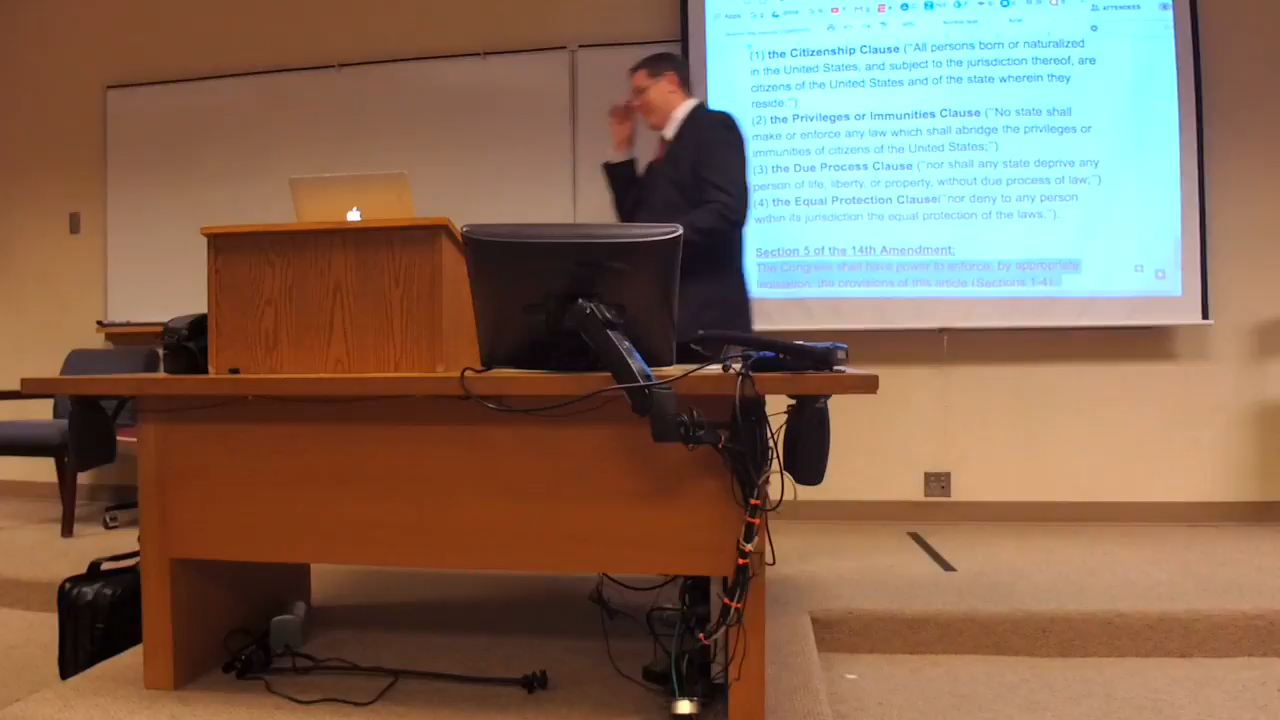 Apps
ATTENDEES
(1) the Citizenship Clause ("All persons born or naturalized
in the United States, and subject to the jurisdiction thereof, are
citizens of the United States and of the state wherein they
reside.")
(2) the Privileges or Immunities Clause ("No state shall
make or enforce any law which shall abridge the privileges or
immunities of citizens of the United States;")
(3) the Due Process Clause ("nor shall any state deprive any
person of life, liberty, or property, without due process of law;")
(4) the Equal Protection Clause("nor deny to any person
within its jurisdiction the equal protection of the laws.").
Section 5 of the 14th Amendment:
The Congress shall have power to enforce, by appropriate
legislation, the provisions of this article (Sections 1-4).